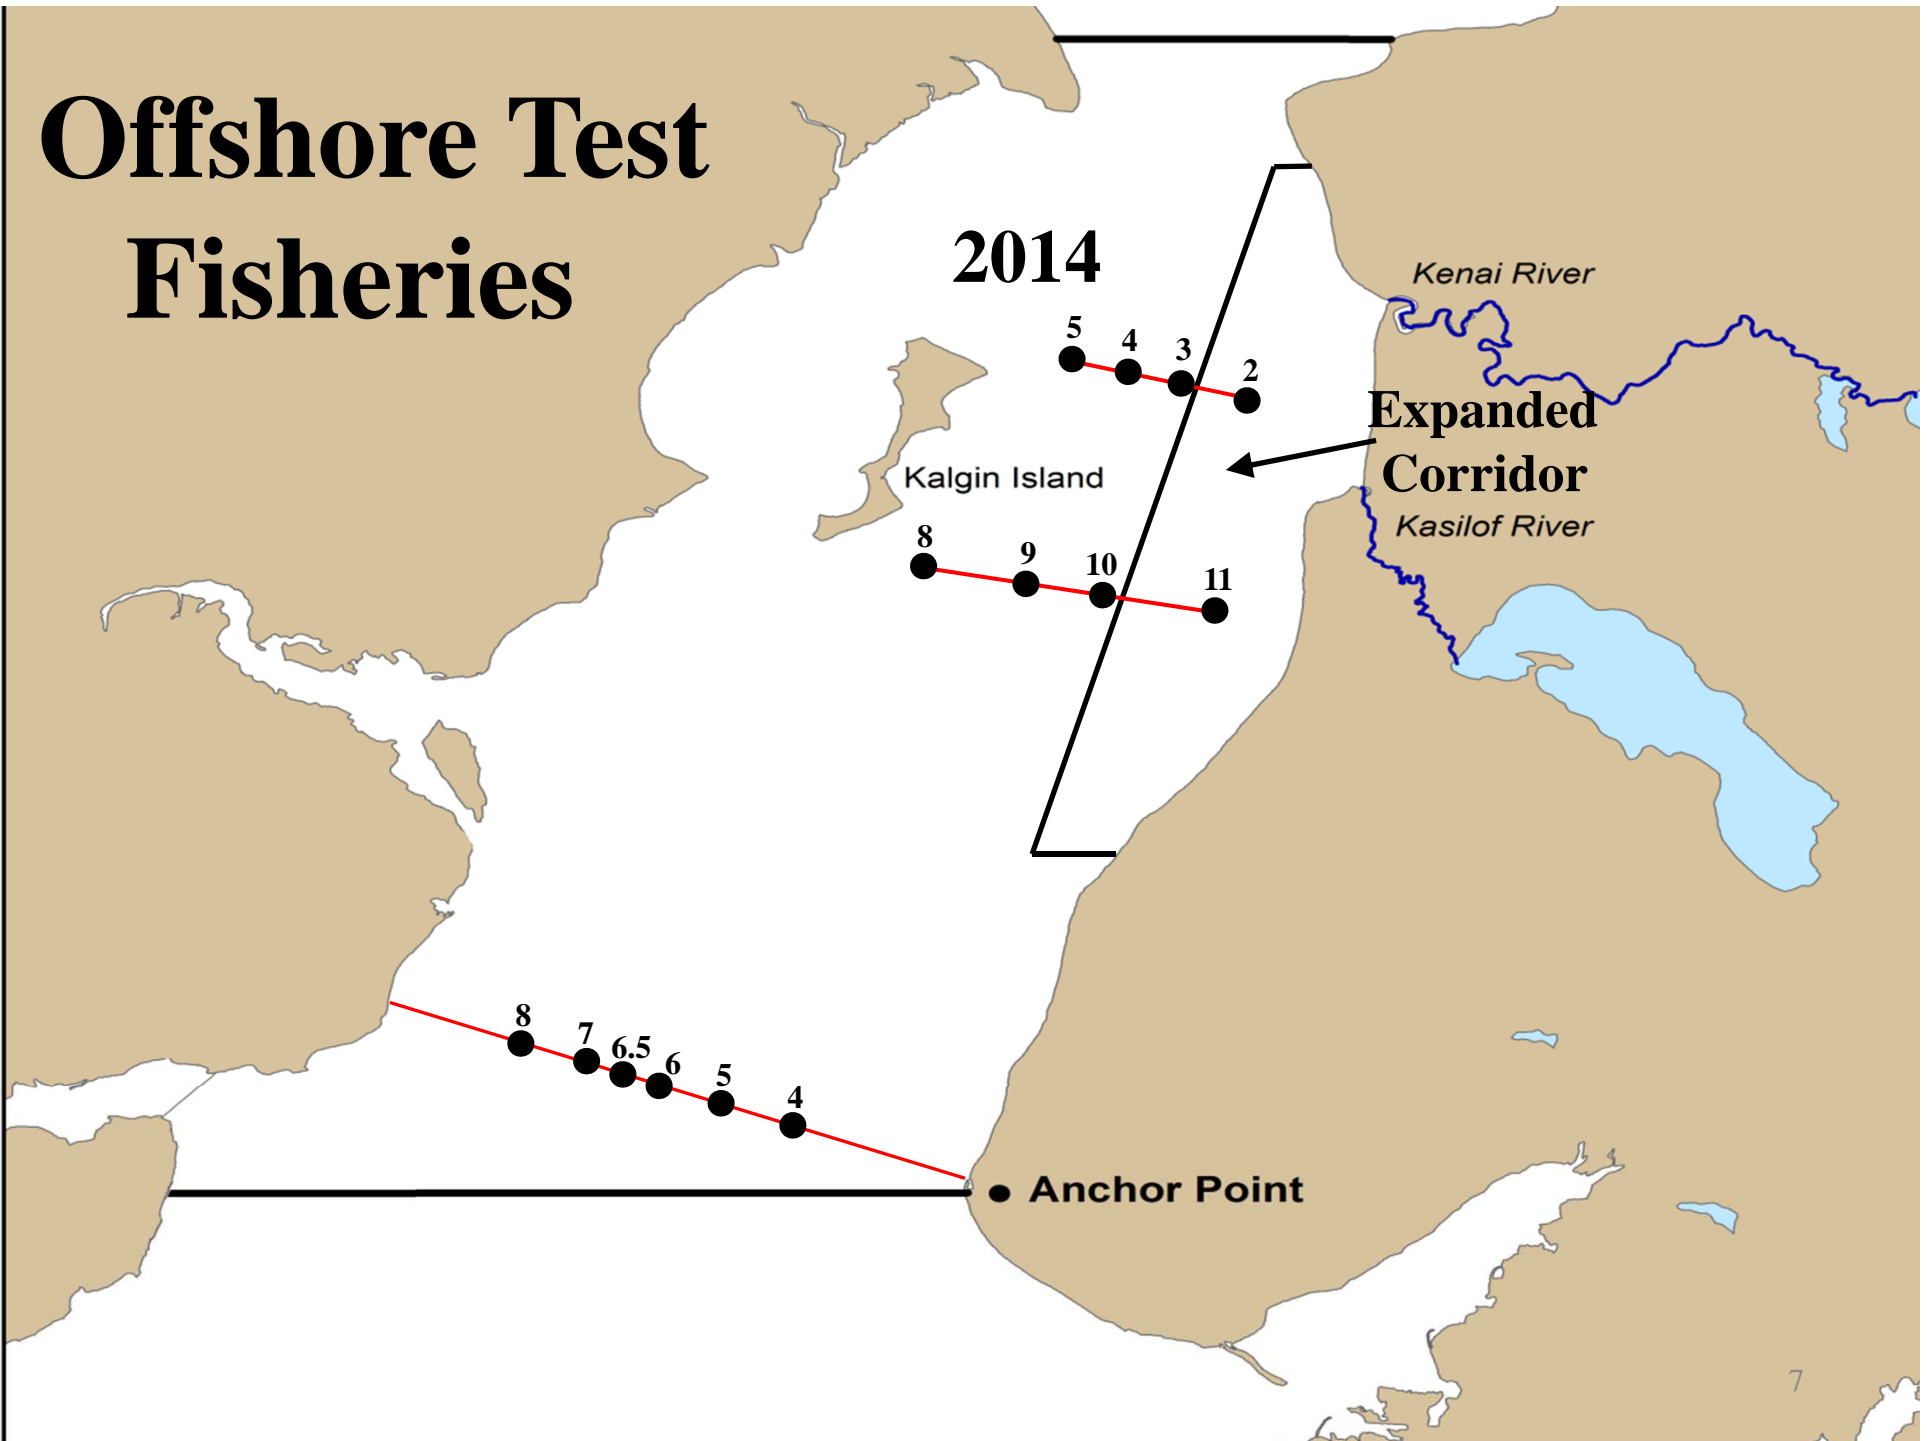 Offshore Test
Fisheries
2014
Kenai River
5
4
3
2
Expanded
Corridor
Kalgin Island
Kasilof River
8
9
10
11
8
7
6.5
6
5
4
Anchor Point
7